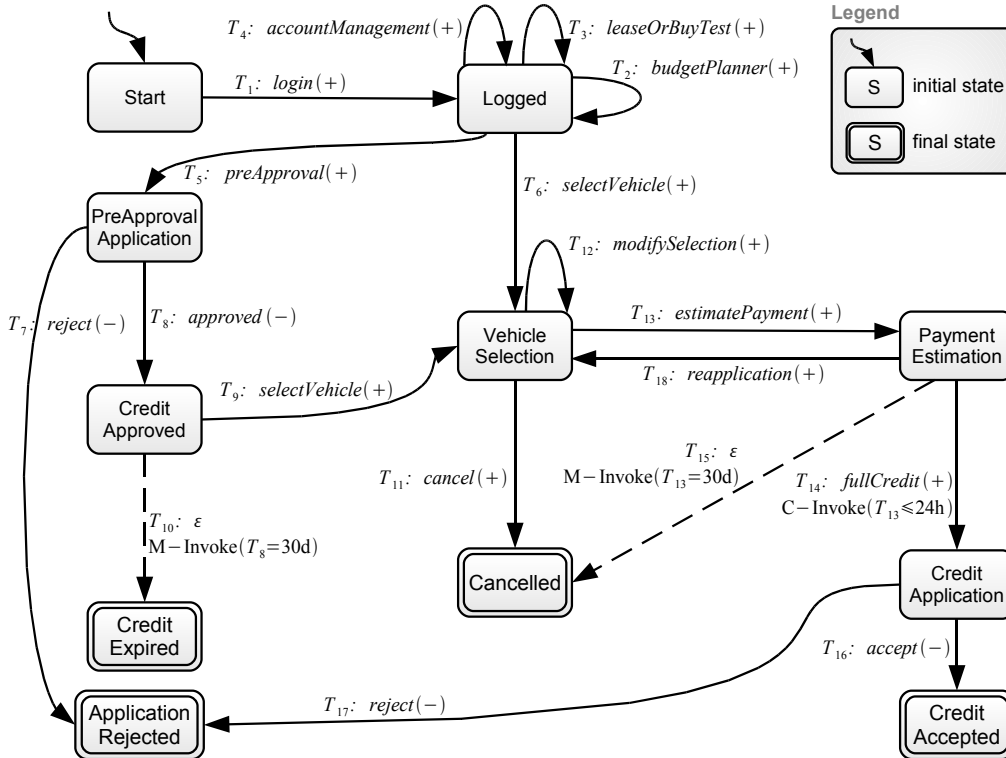 Legend
T4: accountManagement(+)
T3: leaseOrBuyTest(+)
T2: budgetPlanner(+)
Start
T1: login(+)
Logged
S
initial state
S
final state
T5: preApproval(+)
T6: selectVehicle(+)
PreApproval
Application
T12: modifySelection(+)
T7: reject(−)
T8: approved(−)
T13: estimatePayment(+)
Vehicle
Selection
Payment
Estimation
T18: reapplication(+)
T9: selectVehicle(+)
Credit
Approved
T15: ε
M−Invoke(T13=30d)
T11: cancel(+)
T14: fullCredit(+)
C−Invoke(T13⩽24h)
T10: ε
M−Invoke(T8=30d)
Cancelled
Credit
Application
Credit
Expired
T16: accept(−)
T17: reject(−)
Application
Rejected
Credit
Accepted